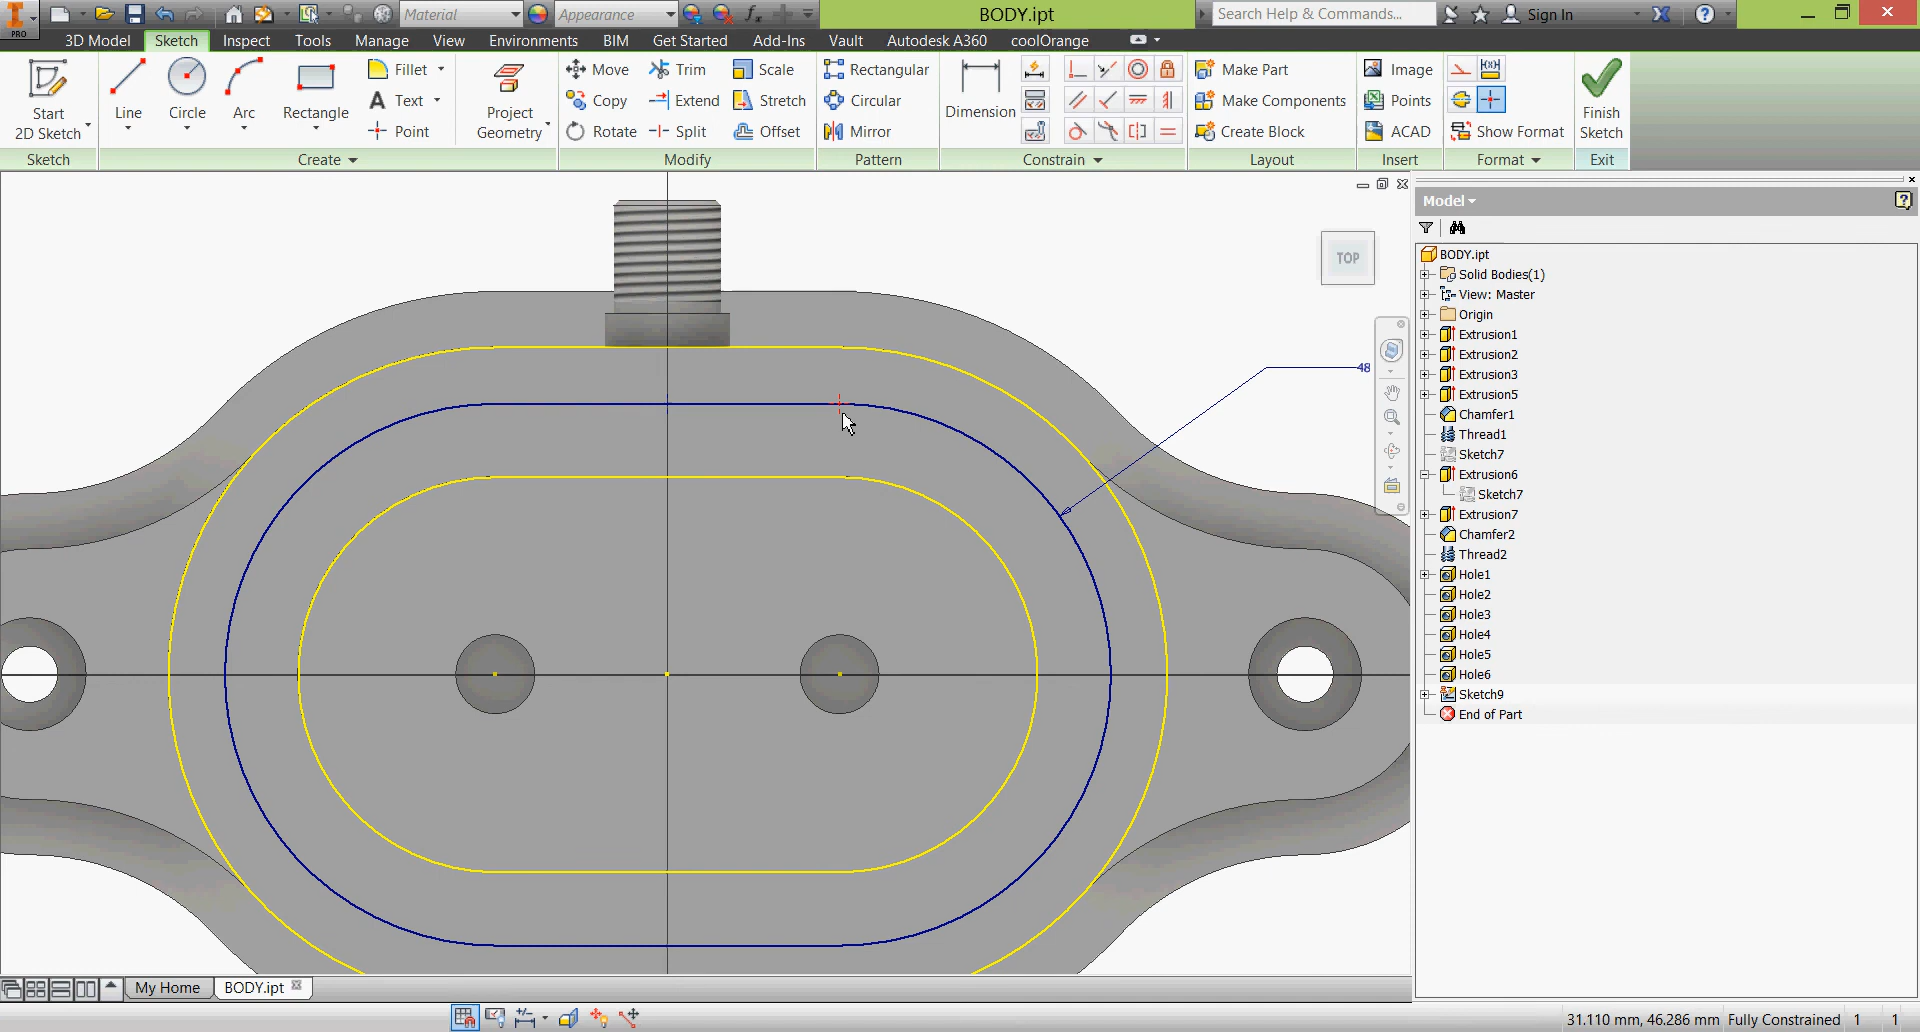 PRO
Material
Appearance
BODY.ipt
Search Help & Commands...
Sign In
3D Model Sketch Inspect Tools Manage View Environments BIM Get Started Add-Ins Vault Autodesk A360 coolOrange
Start
2D Sketch
Line
Circle
Arc
Rectangle
Fillet
Text
Point
Project
Geometry
Move
Copy
Rotate
Trim
Extend
Split
Scale
Stretch
Offset
Rectangular
Circular
Mirror
Dimension
Make Part
Make Components
Create Block
Image
Points
ACAD
Show Format
Finish
Sketch
Sketch
Create
Modify
Pattern
Constrain
Layout
Insert
Format
Exit
TOP
48
Model
BODY.ipt
Solid Bodies(1)
View: Master
Origin
Extrusion1
Extrusion2
Extrusion3
Extrusion5
Chamfer1
Thread1
Sketch7
Extrusion6
Sketch7
Extrusion7
Chamfer2
Thread2
Hole1
Hole2
Hole3
Hole4
Hole5
Hole6
Sketch9
End of Part
My Home
BODY.ipt
31.110 mm, 46.286 mm Fully Constrained 1 1